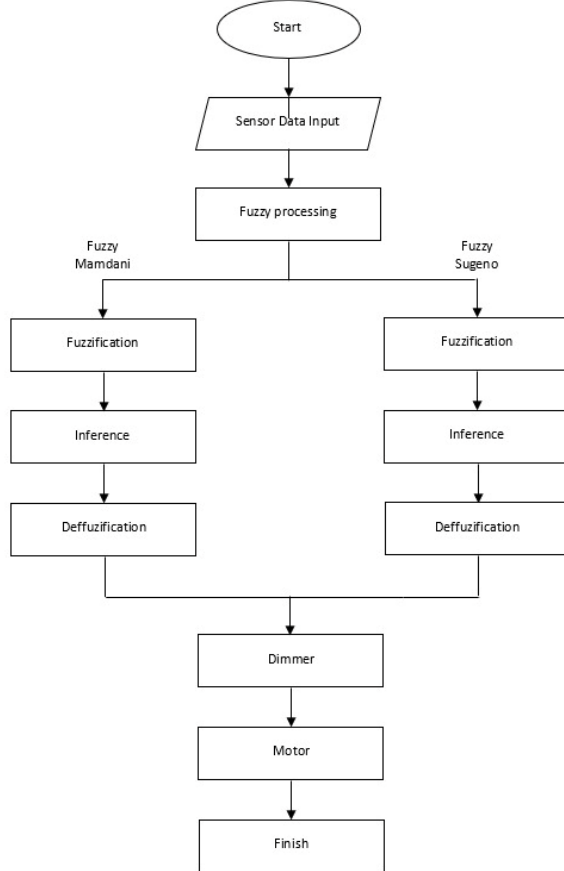 Start
Sensor Data Input
Fuzzy processing
Fuzzy
Mamdani
Fuzzy
Sugeno
Fuzzification
Fuzzification
Inference
Inference
Deffuzification
Deffuzification
Dimmer
Motor
Finish